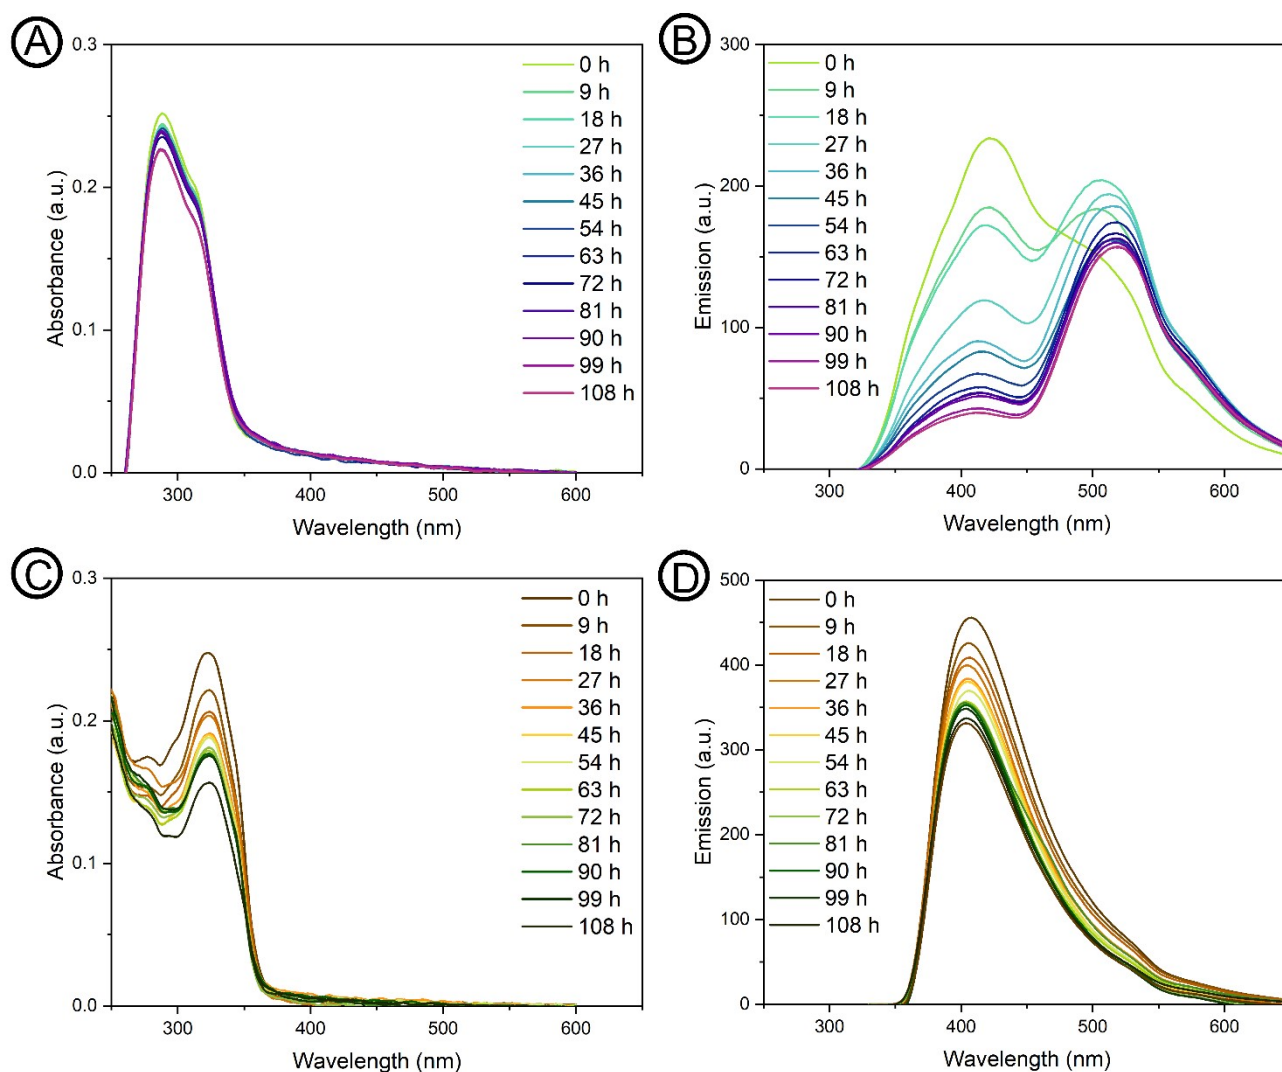 A
0.3
0.2
0.1
0.0
Absorbance (a.u.)
300
400
500
600
Wavelength (nm)
0 h
9 h
18 h
27 h
36 h
45 h
54 h
63 h
72 h
81 h
90 h
99 h
108 h
B
300
200
100
0
Emission (a.u.)
300
400
500
600
Wavelength (nm)
0 h
9 h
18 h
27 h
36 h
45 h
54 h
63 h
72 h
81 h
90 h
99 h
108 h
C
0.3
0.2
0.1
0.0
Absorbance (a.u.)
300
400
500
600
Wavelength (nm)
0 h
9 h
18 h
27 h
36 h
45 h
54 h
63 h
72 h
81 h
90 h
99 h
108 h
D
500
400
300
200
100
0
Emission (a.u.)
300
400
500
600
Wavelength (nm)
0 h
9 h
18 h
27 h
36 h
45 h
54 h
63 h
72 h
81 h
90 h
99 h
108 h